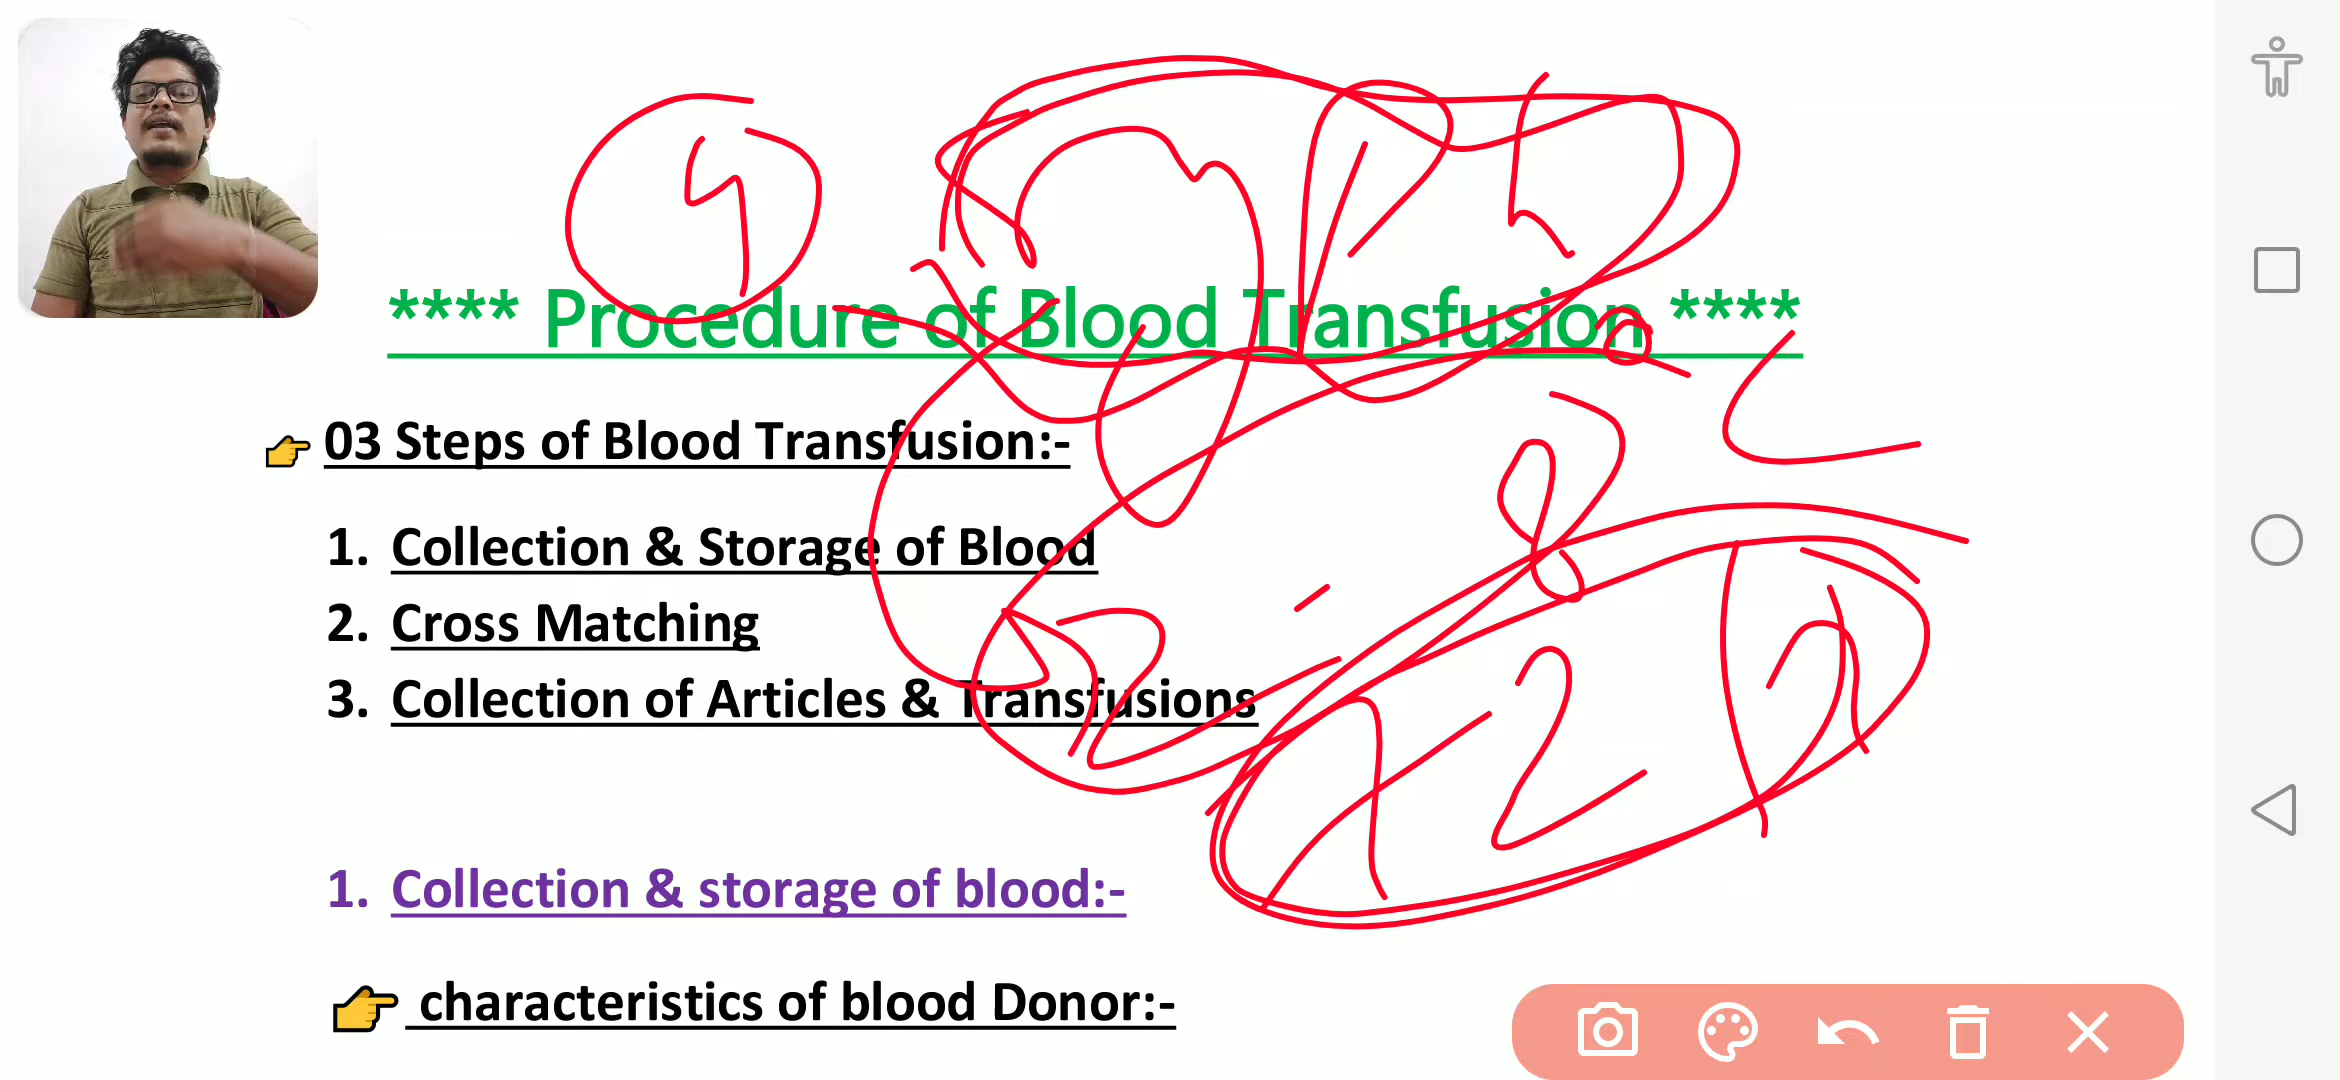 **** Procedure of Blood Transfusion ****
👉 03 Steps of Blood Transfusion:-
1. Collection & Storage of Blood
2. Cross Matching
3. Collection of Articles & Transfusions
1. Collection & storage of blood:-
👉 characteristics of blood Donor:-